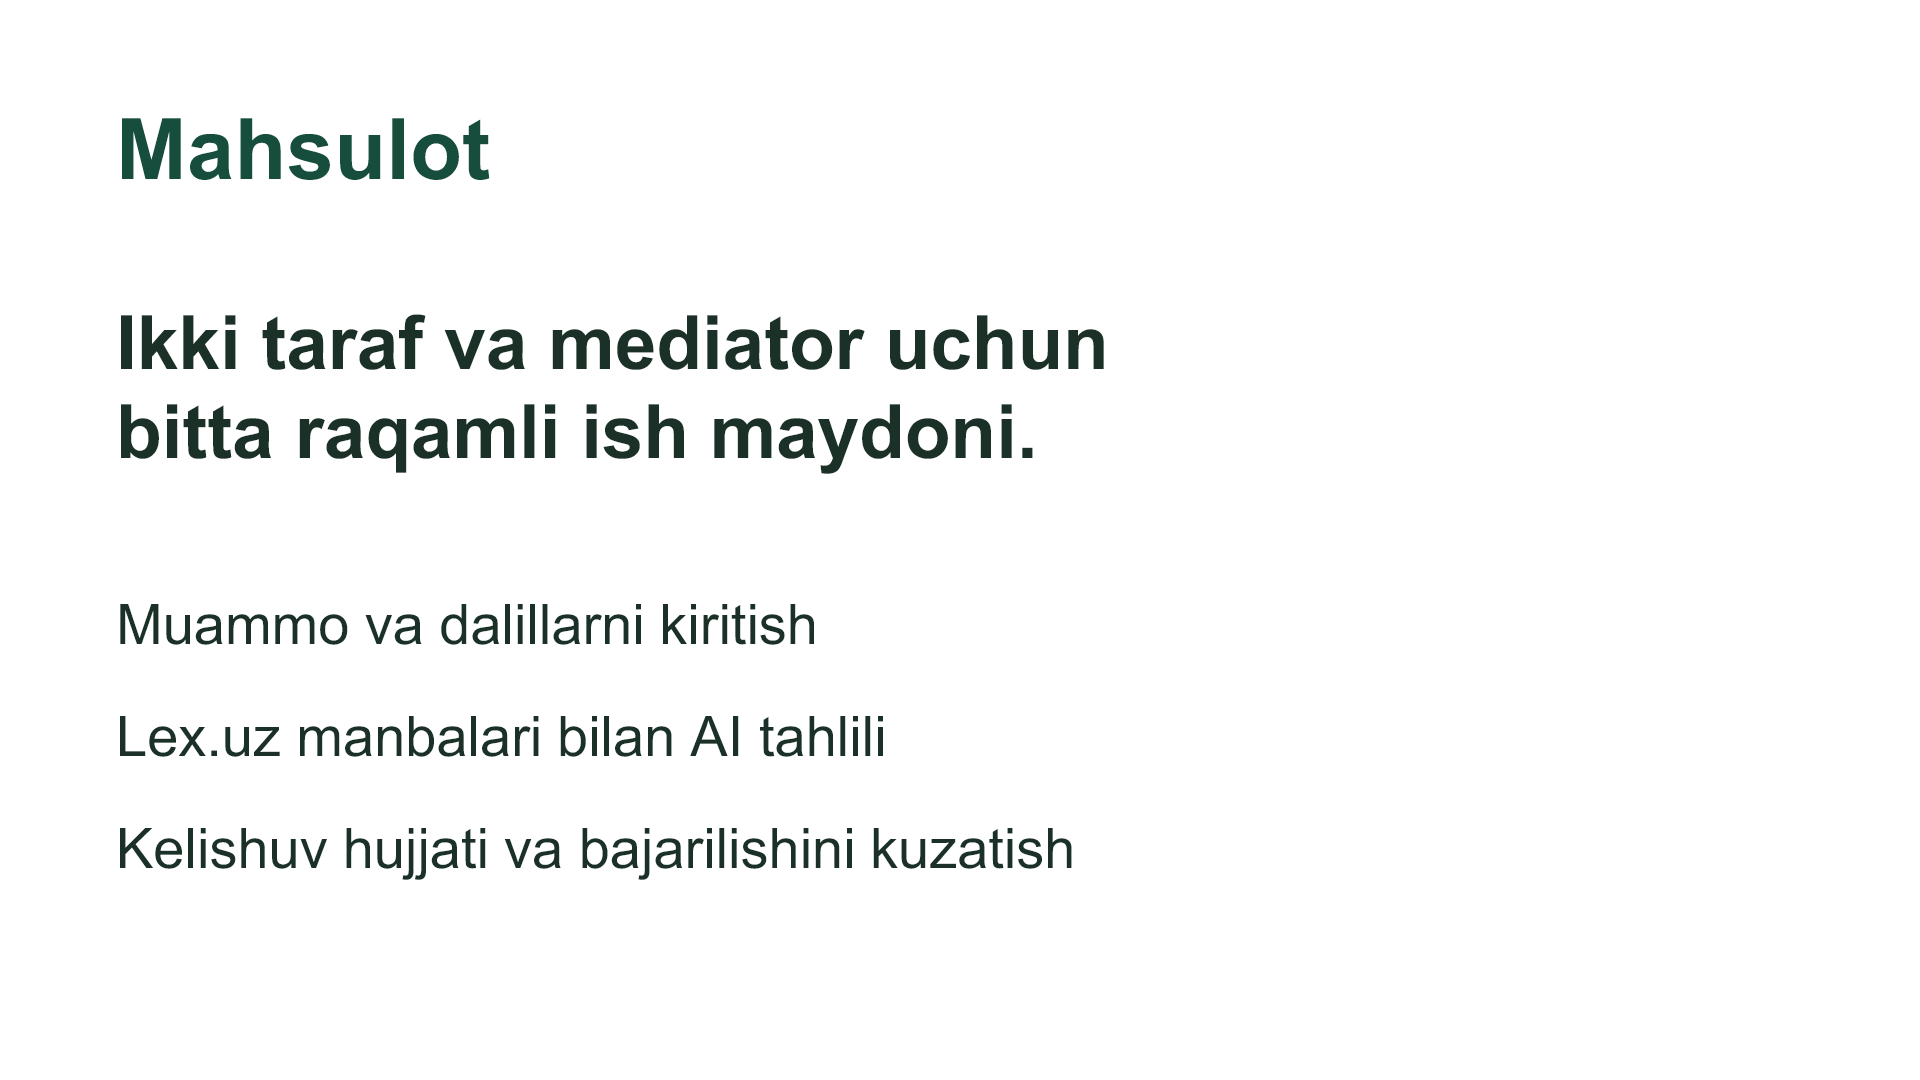 Mahsulot
Ikki taraf va mediator uchun
bitta raqamli ish maydoni.
Muammo va dalillarni kiritish
Lex.uz manbalari bilan AI tahlili
Kelishuv hujjati va bajarilishini kuzatish